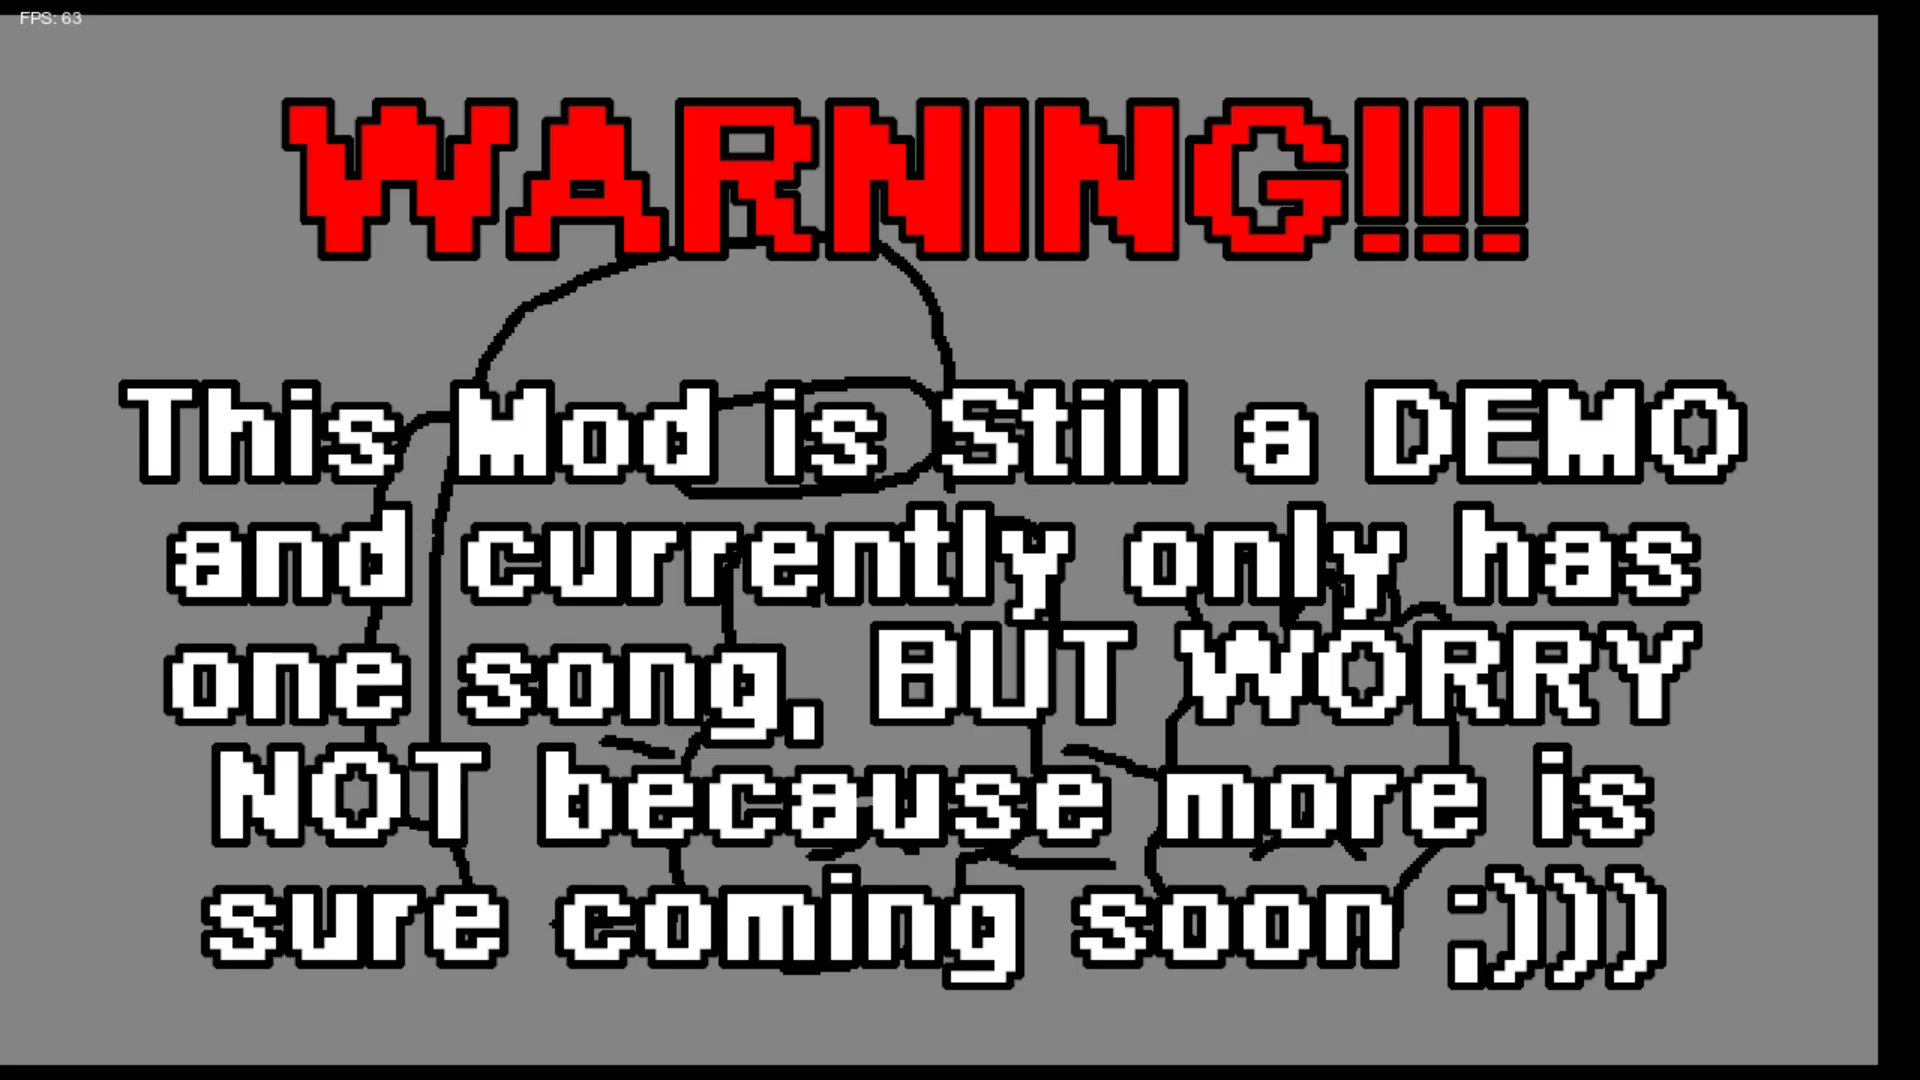 FPS: 63
WARNING!!!
This Mod is Still a DEMO
and currently only has
one song, BUT WORRY
NOT because more is
sure coming soon ;)))